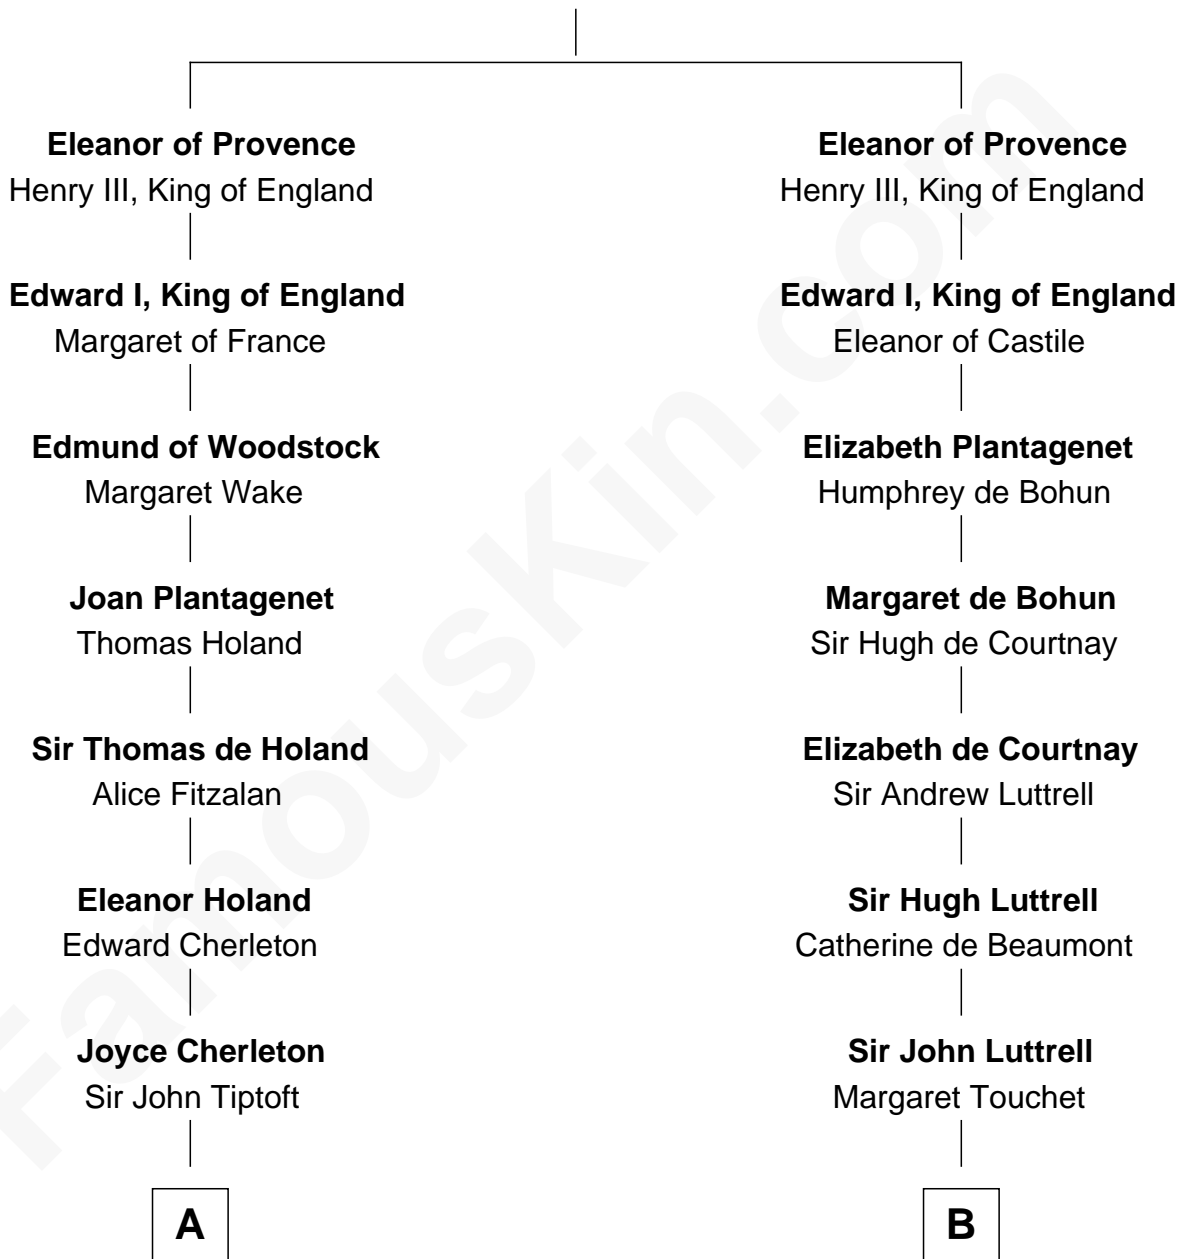 Eleanor of Provence
Henry III, King of England
Edward I, King of England
Margaret of France
Edmund of Woodstock
Margaret Wake
Joan Plantagenet
Thomas Holand
Sir Thomas de Holand
Alice Fitzalan
Eleanor Holand
Edward Cherleton
Joyce Cherleton
Sir John Tiptoft
A
Eleanor of Provence
Henry III, King of England
Edward I, King of England
Eleanor of Castile
Elizabeth Plantagenet
Humphrey de Bohun
Margaret de Bohun
Sir Hugh de Courtnay
Elizabeth de Courtnay
Sir Andrew Luttrell
Sir Hugh Luttrell
Catherine de Beaumont
Sir John Luttrell
Margaret Touchet
B
FamousKin.com